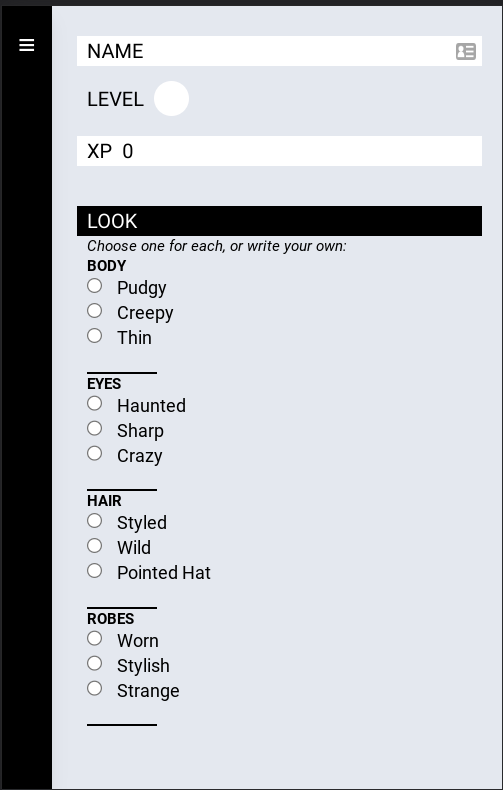 NAME
LEVEL
XP 0
LOOK
Choose one for each, or write your own:
BODY
Pudgy
Creepy
Thin
EYES
Haunted
Sharp
Crazy
HAIR
Styled
Wild
Pointed Hat
ROBES
Worn
Stylish
Strange